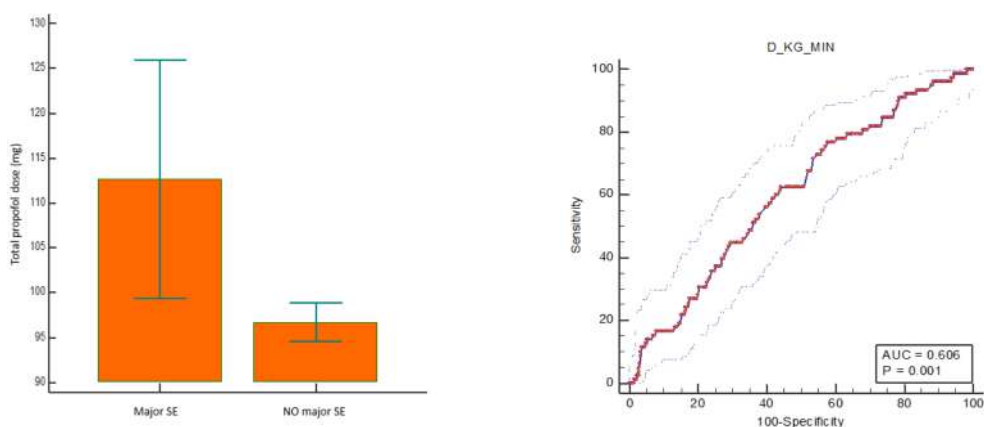 130
125
120
115
110
105
100
95
90
Total propofol dose (mg)
Major SE
NO major SE
D_KG_MIN
100
80
60
40
20
0
Sensitivity
AUC = 0.606
P = 0.001
0
20
40
60
80
100
100-Specificity